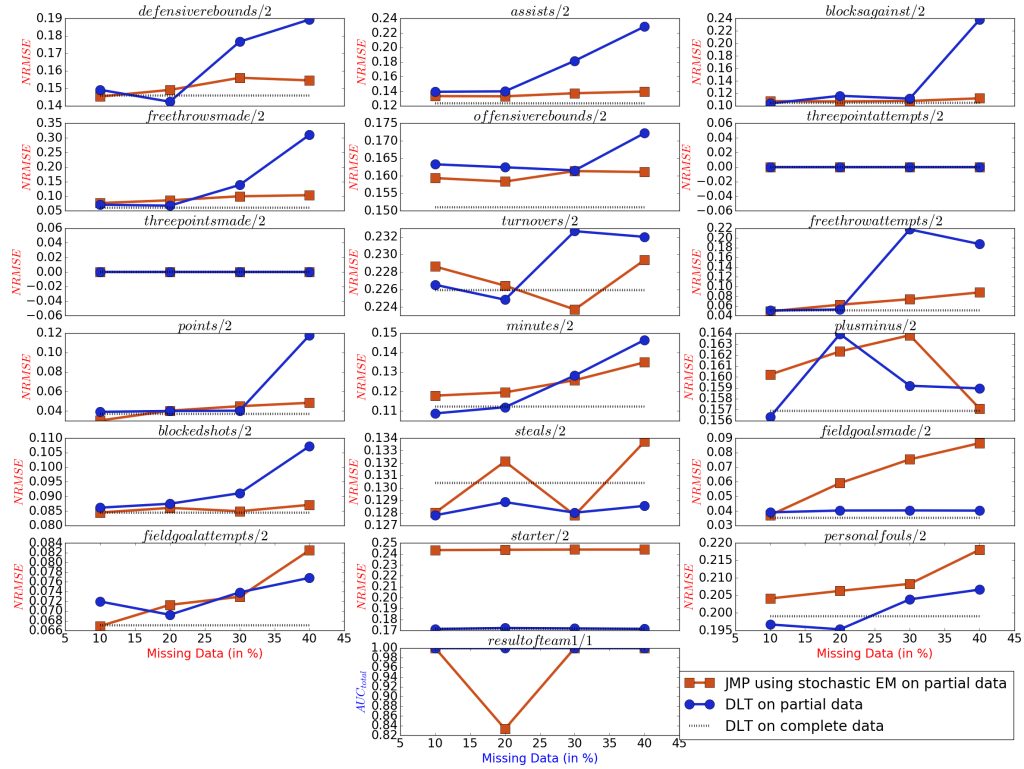 defensiverebounds/2
NRMSE
0.19
0.18
0.17
0.16
0.15
0.14
assists/2
NRMSE
0.24
0.22
0.20
0.18
0.16
0.14
0.12
blocksagainst/2
NRMSE
0.24
0.22
0.20
0.18
0.16
0.14
0.12
0.10
freethrowsmade/2
NRMSE
0.35
0.30
0.25
0.20
0.15
0.10
0.05
offensiverebounds/2
NRMSE
0.175
0.170
0.165
0.160
0.155
0.150
threepointattempts/2
NRMSE
0.06
0.04
0.02
0.00
−0.02
−0.04
−0.06
threepointsmade/2
NRMSE
0.06
0.04
0.02
0.00
−0.02
−0.04
−0.06
turnovers/2
NRMSE
0.232
0.230
0.228
0.226
0.224
freethrowattempts/2
NRMSE
0.22
0.20
0.18
0.16
0.14
0.12
0.10
0.08
0.06
0.04
points/2
NRMSE
0.12
0.10
0.08
0.06
0.04
minutes/2
NRMSE
0.15
0.14
0.13
0.12
0.11
plusminus/2
NRMSE
0.164
0.163
0.162
0.161
0.160
0.159
0.158
0.157
0.156
blockedshots/2
NRMSE
0.110
0.105
0.100
0.095
0.090
0.085
0.080
steals/2
NRMSE
0.134
0.133
0.132
0.131
0.130
0.129
0.128
0.127
fieldgoalsmade/2
NRMSE
0.09
0.08
0.07
0.06
0.05
0.04
0.03
fieldgoalattempts/2
NRMSE
0.084
0.082
0.080
0.078
0.076
0.074
0.072
0.070
0.068
0.066
5 10 15 20 25 30 35 40 45
Missing Data (in %)
starter/2
NRMSE
0.25
0.24
0.23
0.22
0.21
0.20
0.19
0.18
0.17
personalfouls/2
NRMSE
0.220
0.215
0.210
0.205
0.200
0.195
5 10 15 20 25 30 35 40 45
Missing Data (in %)
resultofteam1/1
AUCtotal
1.00
0.98
0.96
0.94
0.92
0.90
0.88
0.86
0.84
0.82
5 10 15 20 25 30 35 40 45
Missing Data (in %)
JMP using stochastic EM on partial data
DLT on partial data
DLT on complete data